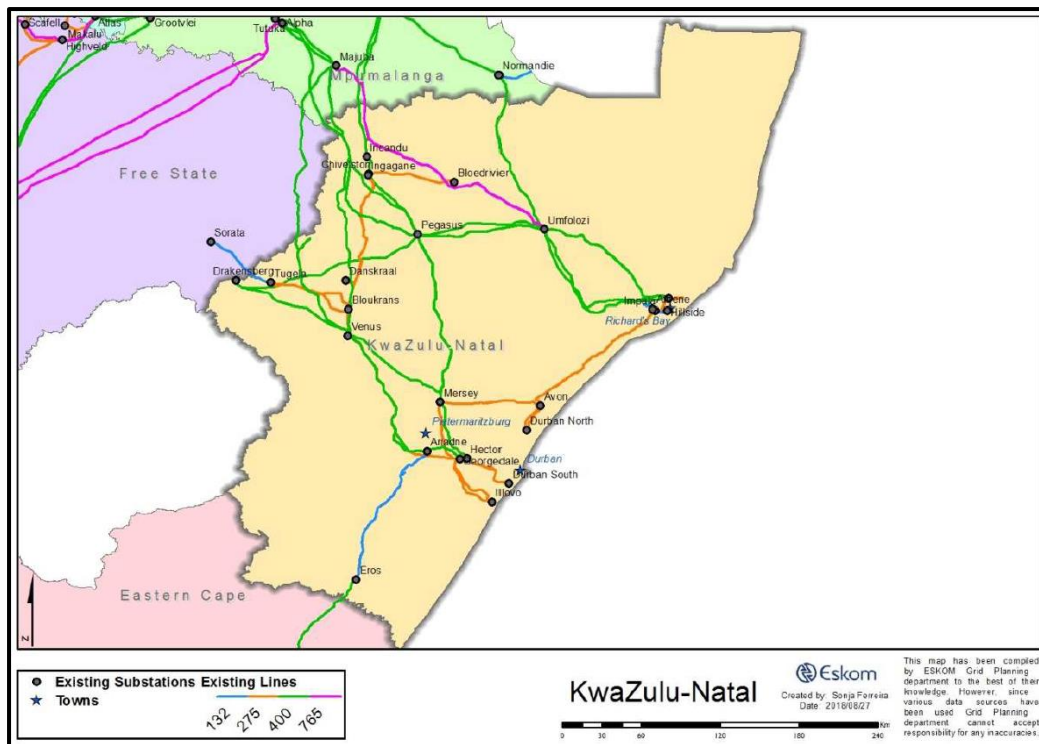 Scafell
Makalu
Highveld
Atlas
Grootvlei
Tutuka
Alpha
Majuba
Mpumalanga
Normandie
Free State
Incandu
Chivelston
Ingagane
Bloedrivier
Sorata
Pegasus
Umfolozi
Drakensberg
Tugela
Danskraal
Bloukrans
Impala
Athene
Richard's Bay
Hillside
Venus
KwaZulu-Natal
Mersey
Avon
Pietermaritzburg
Durban North
Ariadne
Hector
Georgedale
Durban
Durban South
Illovo
Eros
Eastern Cape
Z
Existing Substations
Existing Lines
Towns
132
275
400
765
KwaZulu-Natal
Eskom
Created by: Sonja Ferreira
Date: 2018/08/27
Km
0 30 60 120 180 240
This map has been compiled
by ESKOM Grid Planning
department to the best of their
knowledge. However, since
various data sources have
been used Grid Planning
department cannot accept
responsibility for any inaccuracies.